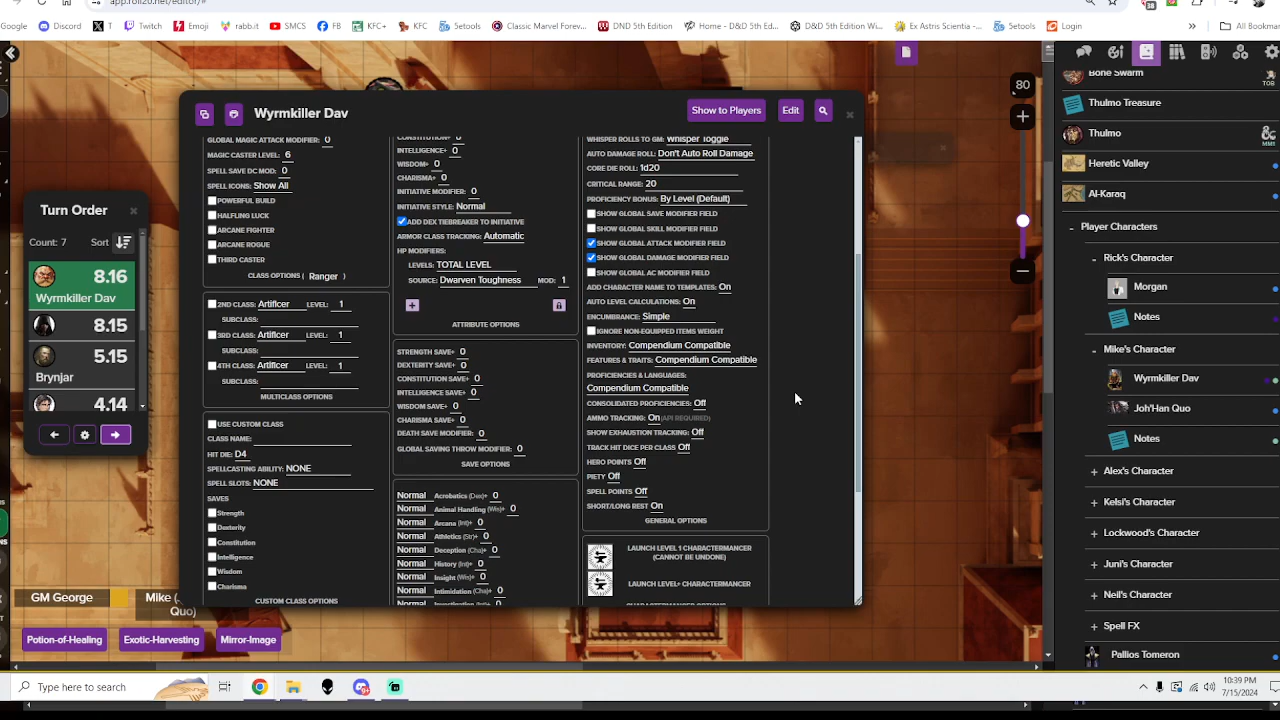 app.roll20.net/editor/#
Google Discord T Twitch Emoji rabb.it SMCS FB KFC+ KFC 5etools Classic Marvel Forev... DND 5th Edition Home - D&D 5th Ed... D&D 5th Edition Wi... Ex Astris Scientia -... 5etools Login » All Bookmar
80
Wyrmkiller Dav
Show to Players
Edit
GLOBAL MAGIC ATTACK MODIFIER: 0
MAGIC CASTER LEVEL: 6
SPELL SAVE DC MOD: 0
SPELL ICONS: Show All
POWERFUL BUILD
HALFLING LUCK
ARCANE FIGHTER
ARCANE ROGUE
THIRD CASTER
CLASS OPTIONS ( Ranger )
2ND CLASS: Artificer LEVEL: 1
SUBCLASS:
3RD CLASS: Artificer LEVEL: 1
SUBCLASS:
4TH CLASS: Artificer LEVEL: 1
SUBCLASS:
MULTICLASS OPTIONS
USE CUSTOM CLASS
CLASS NAME:
HIT DIE: D4
SPELLCASTING ABILITY: NONE
SPELL SLOTS: NONE
SAVES
Strength
Dexterity
Constitution
Intelligence
Wisdom
Charisma
CUSTOM CLASS OPTIONS
CONSTITUTION+ 0
INTELLIGENCE+ 0
WISDOM+ 0
CHARISMA+ 0
INITIATIVE MODIFIER: 0
INITIATIVE STYLE: Normal
ADD DEX TIEBREAKER TO INITIATIVE
ARMOR CLASS TRACKING: Automatic
HP MODIFIERS:
LEVELS: TOTAL LEVEL
SOURCE: Dwarven Toughness MOD: 1
ATTRIBUTE OPTIONS
STRENGTH SAVE+ 0
DEXTERITY SAVE+ 0
CONSTITUTION SAVE+ 0
INTELLIGENCE SAVE+ 0
WISDOM SAVE+ 0
CHARISMA SAVE+ 0
DEATH SAVE MODIFIER: 0
GLOBAL SAVING THROW MODIFIER: 0
SAVE OPTIONS
Normal Acrobatics (Dex)+ 0
Normal Animal Handling (Wis)+ 0
Normal Arcana (Int)+ 0
Normal Athletics (Str)+ 0
Normal Deception (Cha)+ 0
Normal History (Int)+ 0
Normal Insight (Wis)+ 0
Normal Intimidation (Cha)+ 0
Normal Investigation (Int)+ 0
WHISPER ROLLS TO GM: Whisper Toggle
AUTO DAMAGE ROLL: Don't Auto Roll Damage
CORE DIE ROLL: 1d20
CRITICAL RANGE: 20
PROFICIENCY BONUS: By Level (Default)
SHOW GLOBAL SAVE MODIFIER FIELD
SHOW GLOBAL SKILL MODIFIER FIELD
SHOW GLOBAL ATTACK MODIFIER FIELD
SHOW GLOBAL DAMAGE MODIFIER FIELD
SHOW GLOBAL AC MODIFIER FIELD
ADD CHARACTER NAME TO TEMPLATES: On
AUTO LEVEL CALCULATIONS: On
ENCUMBRANCE: Simple
IGNORE NON-EQUIPPED ITEMS WEIGHT
INVENTORY: Compendium Compatible
FEATURES & TRAITS: Compendium Compatible
PROFICIENCIES & LANGUAGES:
Compendium Compatible
CONSOLIDATED PROFICIENCIES: Off
AMMO TRACKING: On (API REQUIRED)
SHOW EXHAUSTION TRACKING: Off
TRACK HIT DICE PER CLASS: Off
HERO POINTS Off
PIETY Off
SPELL POINTS Off
SHORT/LONG REST On
GENERAL OPTIONS
LAUNCH LEVEL 1 CHARACTERMANCER
(CANNOT BE UNDONE)
LAUNCH LEVEL+ CHARACTERMANCER
CHARACTERMANCER OPTIONS
Turn Order
Count: 7 Sort
8.16
Wyrmkiller Dav
8.15
5.15
Brynjar
4.14
GM George
Mike (
Quo)
Potion-of-Healing Exotic-Harvesting Mirror-Image
Bone Swarm
TOB
Thulmo Treasure
Thulmo
Heretic Valley
Al-Karaq
Player Characters
Rob's Character
Morgan
Notes
Mike's Character
Wyrmkiller Dav
Joh'Han Quo
Notes
Alex's Character
Kelsi's Character
Lockwood's Character
Juni's Character
Neil's Character
Spell FX
Pallios Tomeron
Type here to search
10:39 PM
7/15/2024